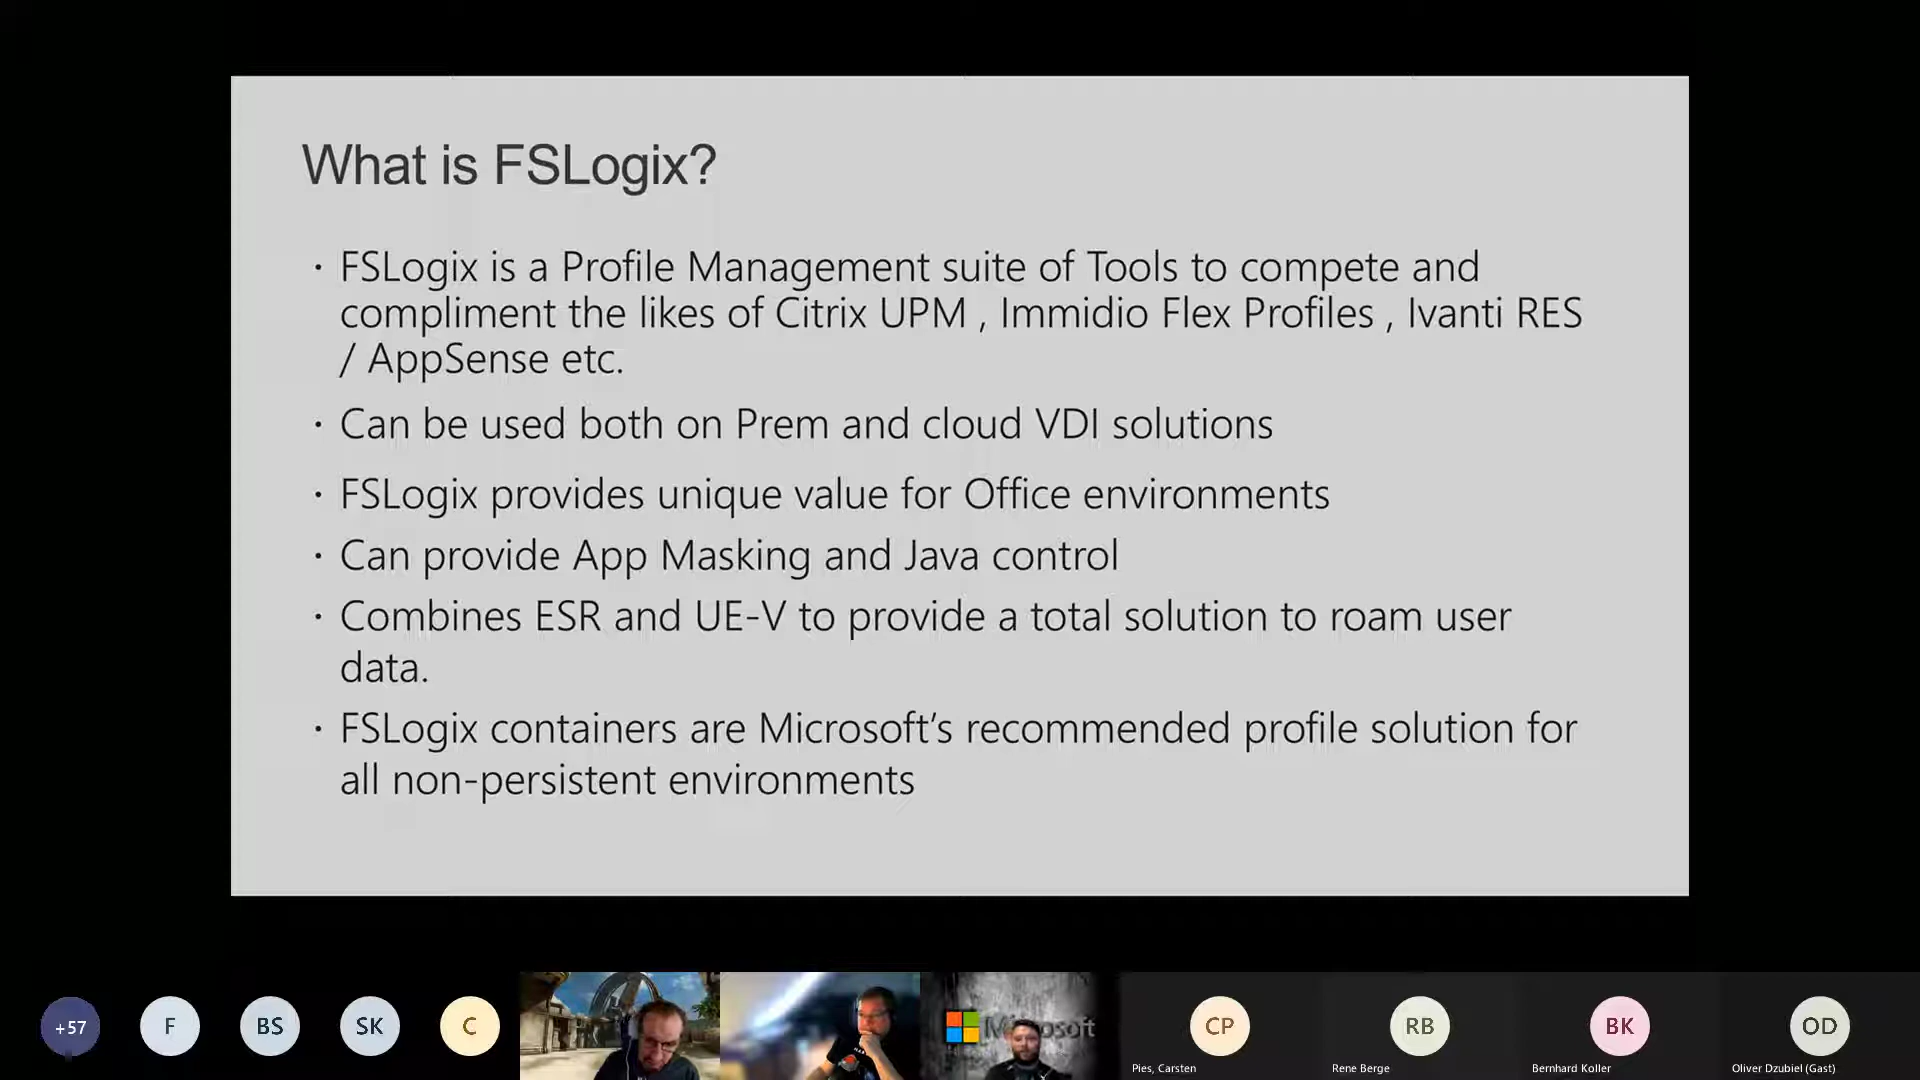 What is FSLogix?
· FSLogix is a Profile Management suite of Tools to compete and
compliment the likes of Citrix UPM , Immidio Flex Profiles , Ivanti RES
/ AppSense etc.
· Can be used both on Prem and cloud VDI solutions
· FSLogix provides unique value for Office environments
· Can provide App Masking and Java control
· Combines ESR and UE-V to provide a total solution to roam user
data.
· FSLogix containers are Microsoft's recommended profile solution for
all non-persistent environments
+57
F
BS
SK
C
Microsoft
CP
RB
BK
OD
Pies, Carsten
Rene Berge
Bernhard Koller
Oliver Dzubiel (Gast)